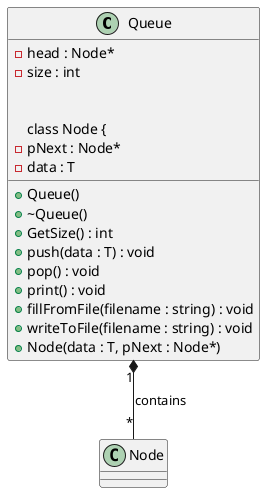 C Queue
head : Node*
size : int
class Node {
pNext : Node*
data : T
Queue()
~Queue()
GetSize() : int
push(data : T) : void
pop() : void
print() : void
fillFromFile(filename : string) : void
writeToFile(filename : string) : void
Node(data : T, pNext : Node*)
1
contains
*
C Node